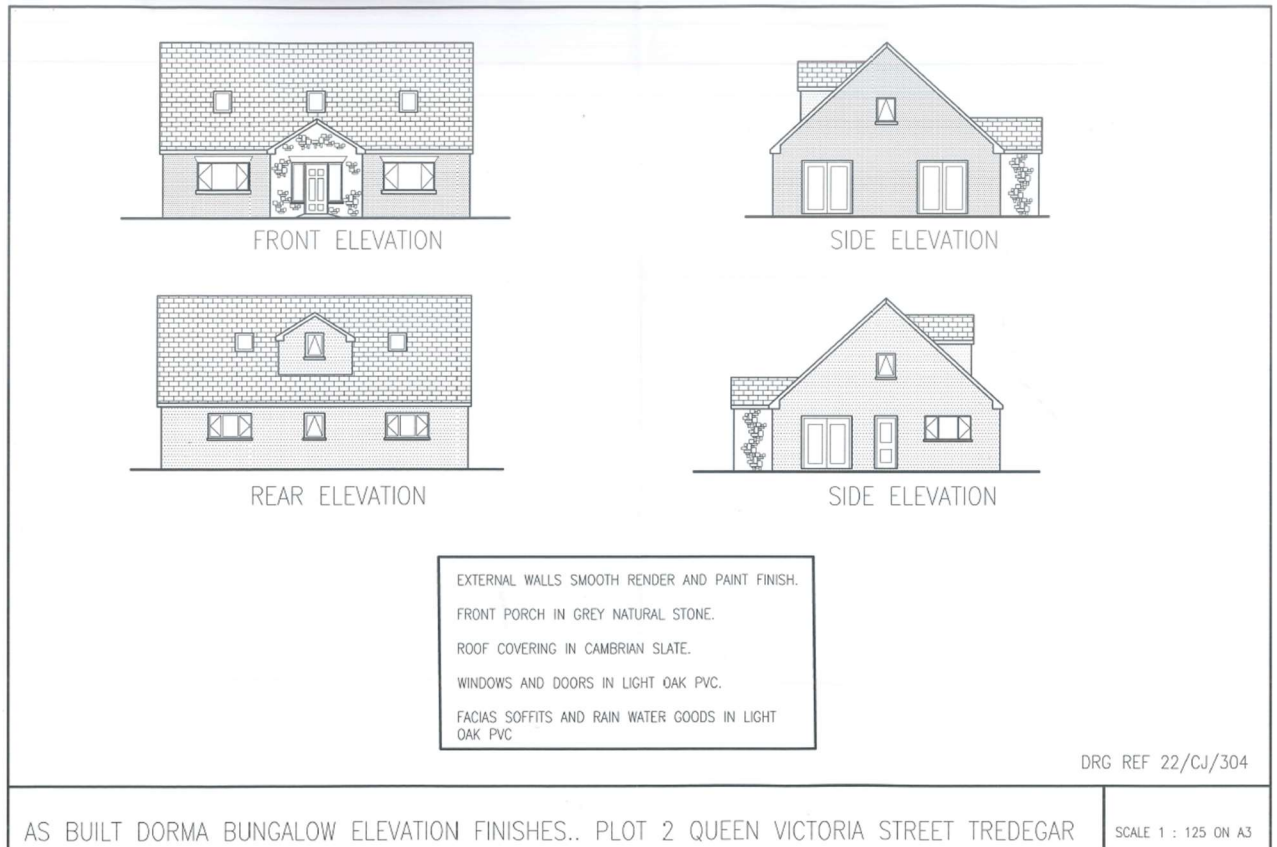 FRONT ELEVATION
SIDE ELEVATION
REAR ELEVATION
SIDE ELEVATION
EXTERNAL WALLS SMOOTH RENDER AND PAINT FINISH.
FRONT PORCH IN GREY NATURAL STONE.
ROOF COVERING IN CAMBRIAN SLATE.
WINDOWS AND DOORS IN LIGHT OAK PVC.
FACIAS SOFFITS AND RAIN WATER GOODS IN LIGHT
OAK PVC
DRG REF 22/CJ/304
AS BUILT DORMA BUNGALOW ELEVATION FINISHES.. PLOT 2 QUEEN VICTORIA STREET TREDEGAR
SCALE 1 : 125 ON A3